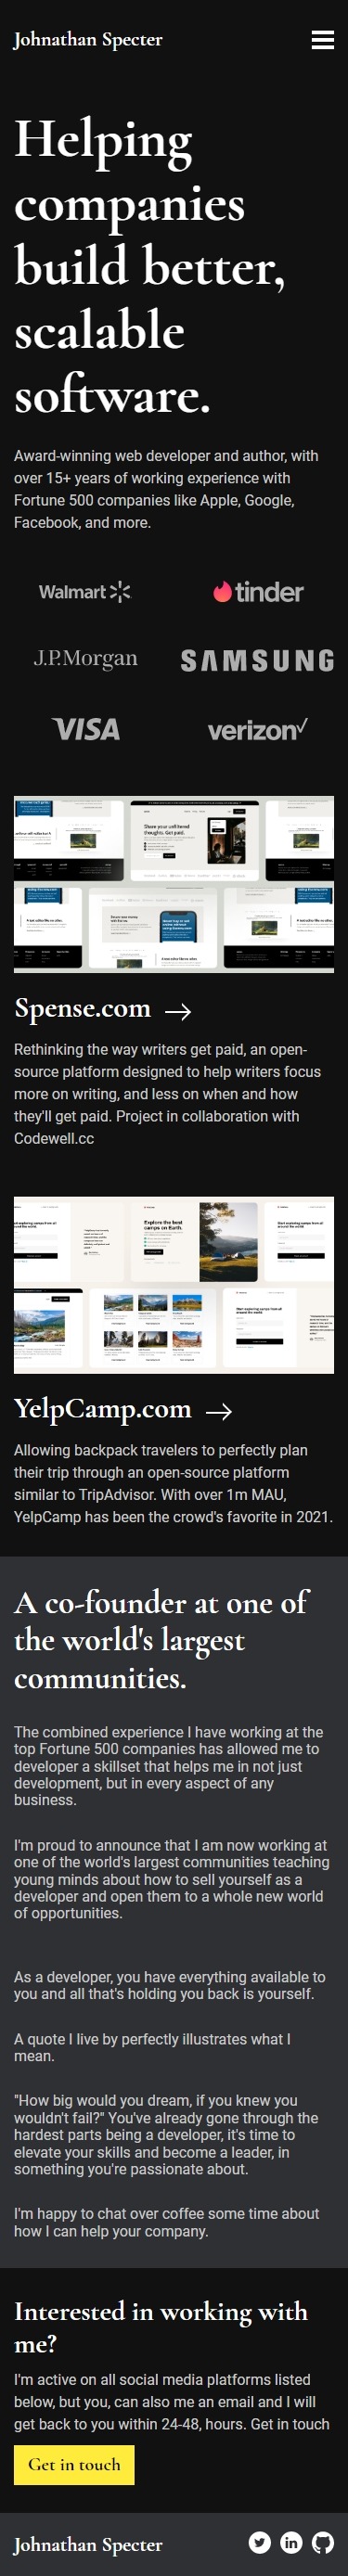 Johnathan Specter
Helping
companies
build better,
scalable
software.
Award-winning web developer and author, with
over 15+ years of working experience with
Fortune 500 companies like Apple, Google,
Facebook, and more.
Walmart
tinder
J.P.Morgan
SAMSUNG
VISA
verizon✓
Share your unfiltered
thoughts. Get paid.
Spense.com →
Rethinking the way writers get paid, an open-
source platform designed to help writers focus
more on writing, and less on when and how
they'll get paid. Project in collaboration with
Codewell.cc
Explore the best
camps on Earth.
YelpCamp.com →
Allowing backpack travelers to perfectly plan
their trip through an open-source platform
similar to TripAdvisor. With over 1m MAU,
YelpCamp has been the crowd's favorite in 2021.
A co-founder at one of
the world's largest
communities.
The combined experience I have working at the
top Fortune 500 companies has allowed me to
developer a skillset that helps me in not just
development, but in every aspect of any
business.
I'm proud to announce that I am now working at
one of the world's largest communities teaching
young minds about how to sell yourself as a
developer and open them to a whole new world
of opportunities.
As a developer, you have everything available to
you and all that's holding you back is yourself.
A quote I live by perfectly illustrates what I
mean.
"How big would you dream, if you knew you
wouldn't fail?" You've already gone through the
hardest parts being a developer, it's time to
elevate your skills and become a leader, in
something you're passionate about.
I'm happy to chat over coffee some time about
how I can help your company.
Interested in working with
me?
I'm active on all social media platforms listed
below, but you, can also me an email and I will
get back to you within 24-48, hours. Get in touch
Get in touch
Johnathan Specter